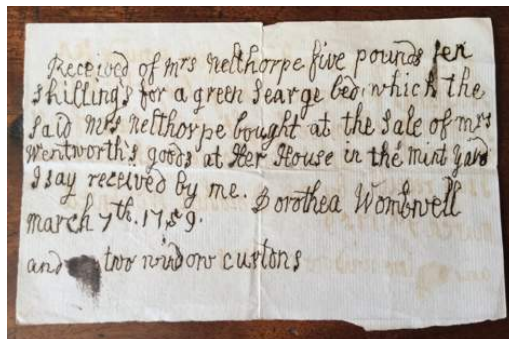 Received of mrs nelthorpe five pounds ten
shillings for a green searge bed which the
said mrs nelthorpe bought at the sale of mrs
wentworth's goods at Her House in the mint yard
I say received by me. Dorothea Wombwell
march 7th. 1759.
and two window curtons